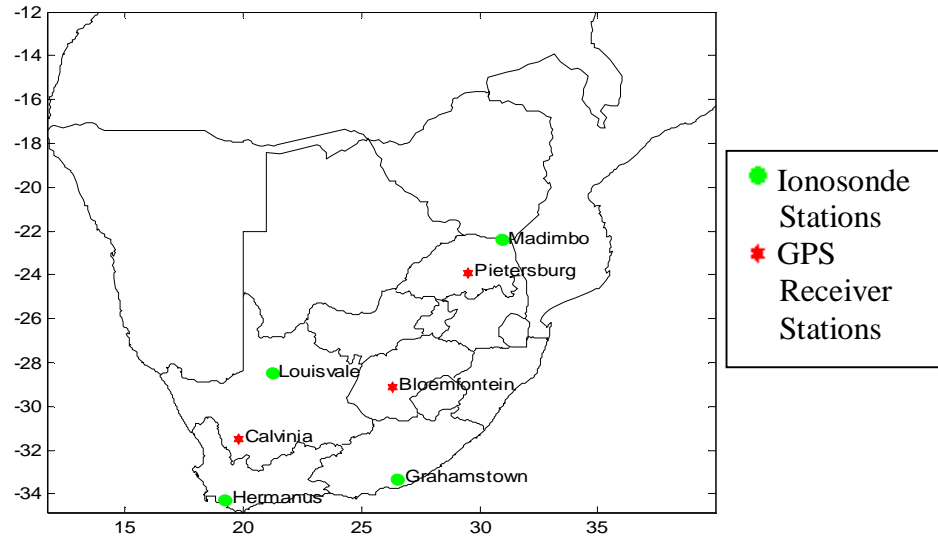 -12
-14
-16
-18
-20
-22
-24
-26
-28
-30
-32
-34
Madimbo
Pietersburg
Louisvale
Bloemfontein
Calvinia
Grahamstown
Hermanus
15
20
25
30
35
Ionosonde
Stations
GPS
Receiver
Stations